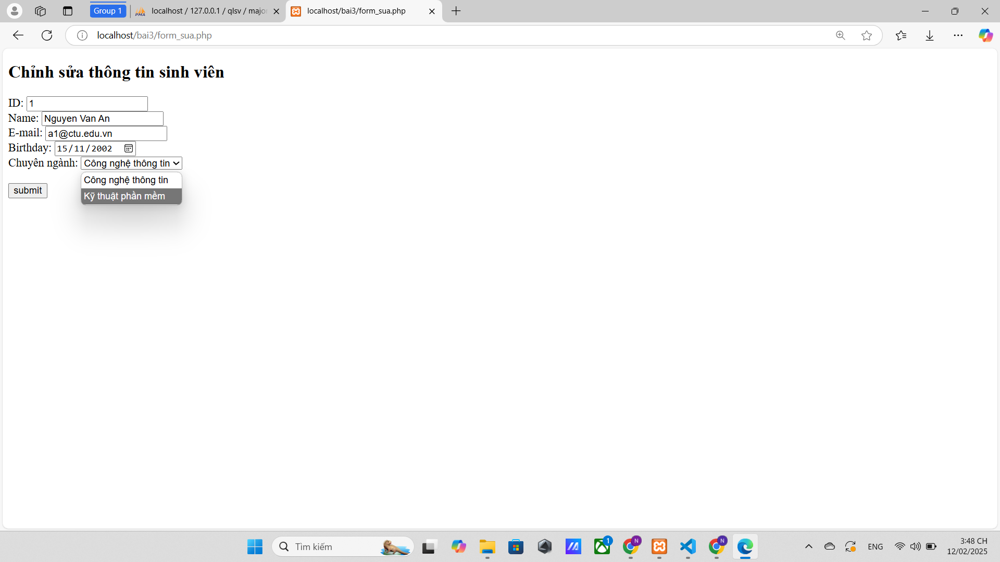 Group 1
PMA
localhost / 127.0.0.1 / qlsv / major
localhost/bai3/form_sua.php
localhost/bai3/form_sua.php
Chỉnh sửa thông tin sinh viên
ID: 1
Name: Nguyen Van An
E-mail: a1@ctu.edu.vn
Birthday: 15/11/2002
Chuyên ngành: Công nghệ thông tin
Công nghệ thông tin
Kỹ thuật phần mềm
submit
Tìm kiếm
1
N
N
ENG
3:48 CH
12/02/2025